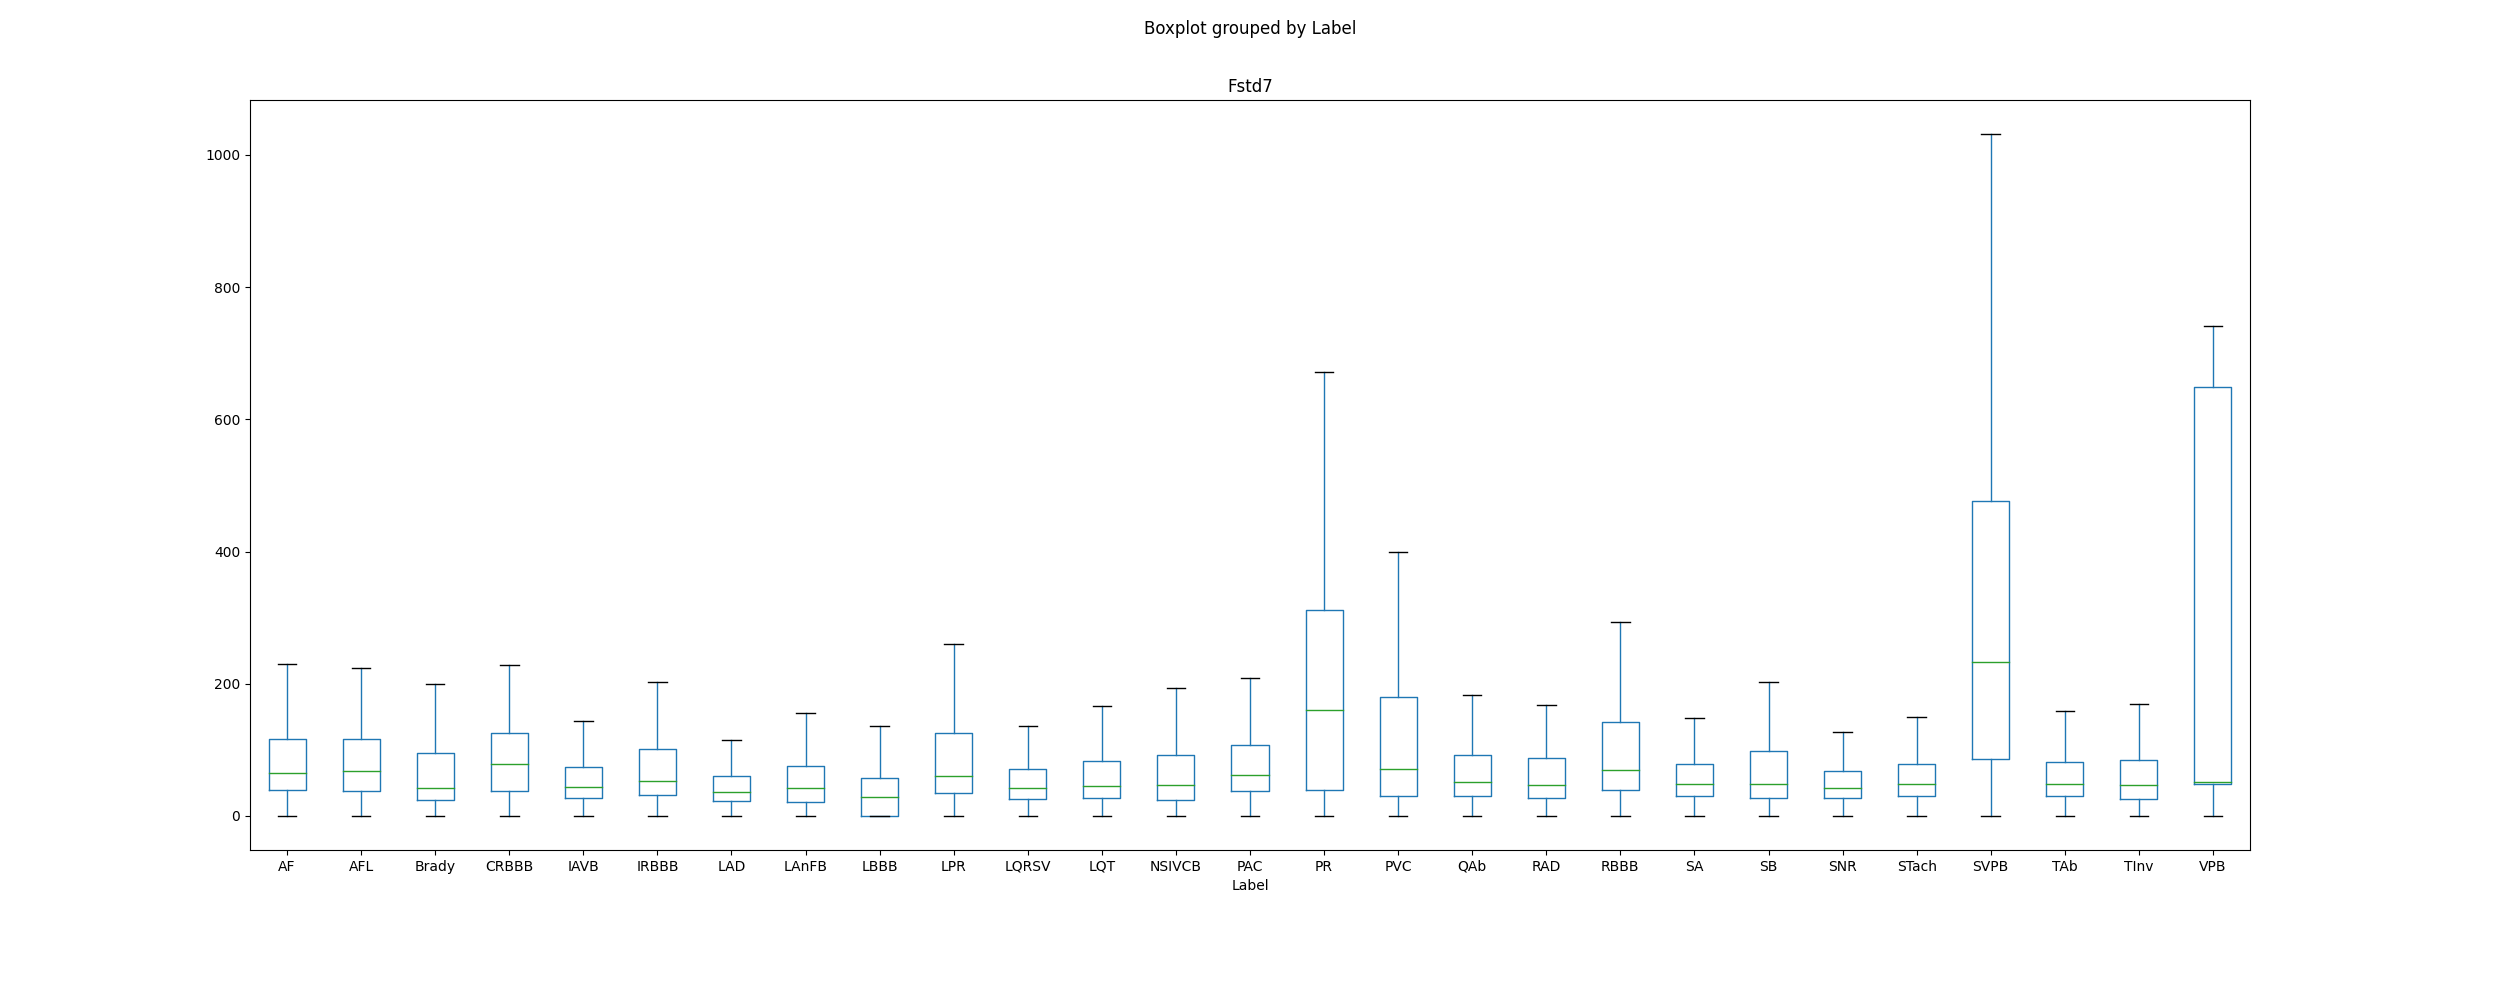 Boxplot grouped by Label
Fstd7
1000
800
600
400
200
0
AF AFL Brady CRBBB IAVB IRBBB LAD LAnFB LBBB LPR LQRSV LQT NSIVCB PAC PR PVC QAb RAD RBBB SA SB SNR STach SVPB TAb TInv VPB
Label